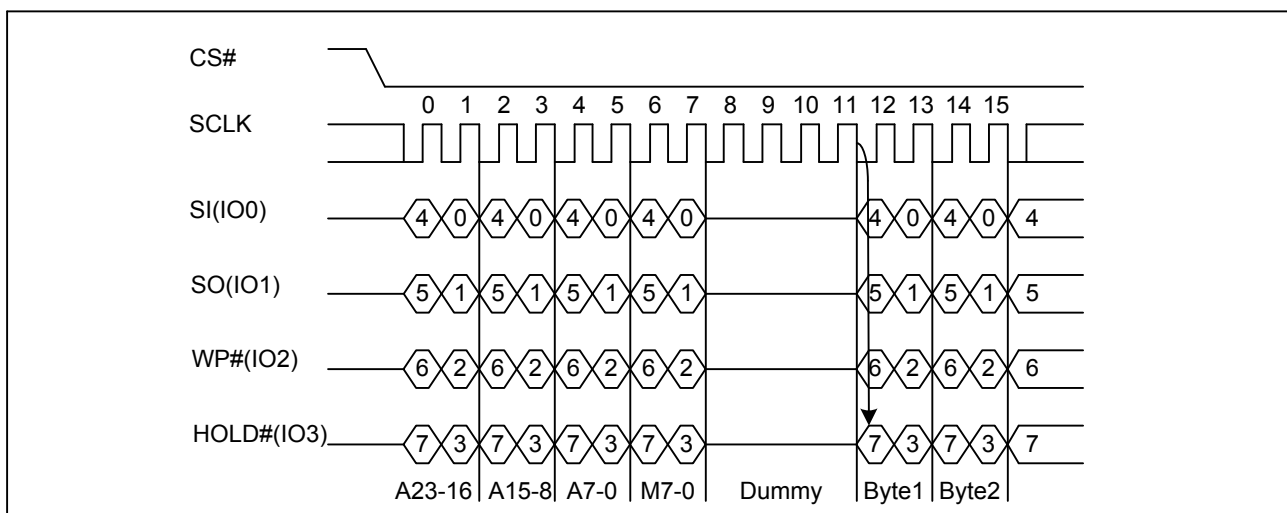 CS#
0 1 2 3 4 5 6 7 8 9 10 11 12 13 14 15
SCLK
SI(IO0) 4 0 4 0 4 0 4 0 4 0 4 0 4
SO(IO1) 5 1 5 1 5 1 5 1 5 1 5 1 5
WP#(IO2) 6 2 6 2 6 2 6 2 6 2 6 2 6
HOLD#(IO3) 7 3 7 3 7 3 7 3 7 3 7 3 7
A23-16 A15-8 A7-0 M7-0 Dummy Byte1 Byte2